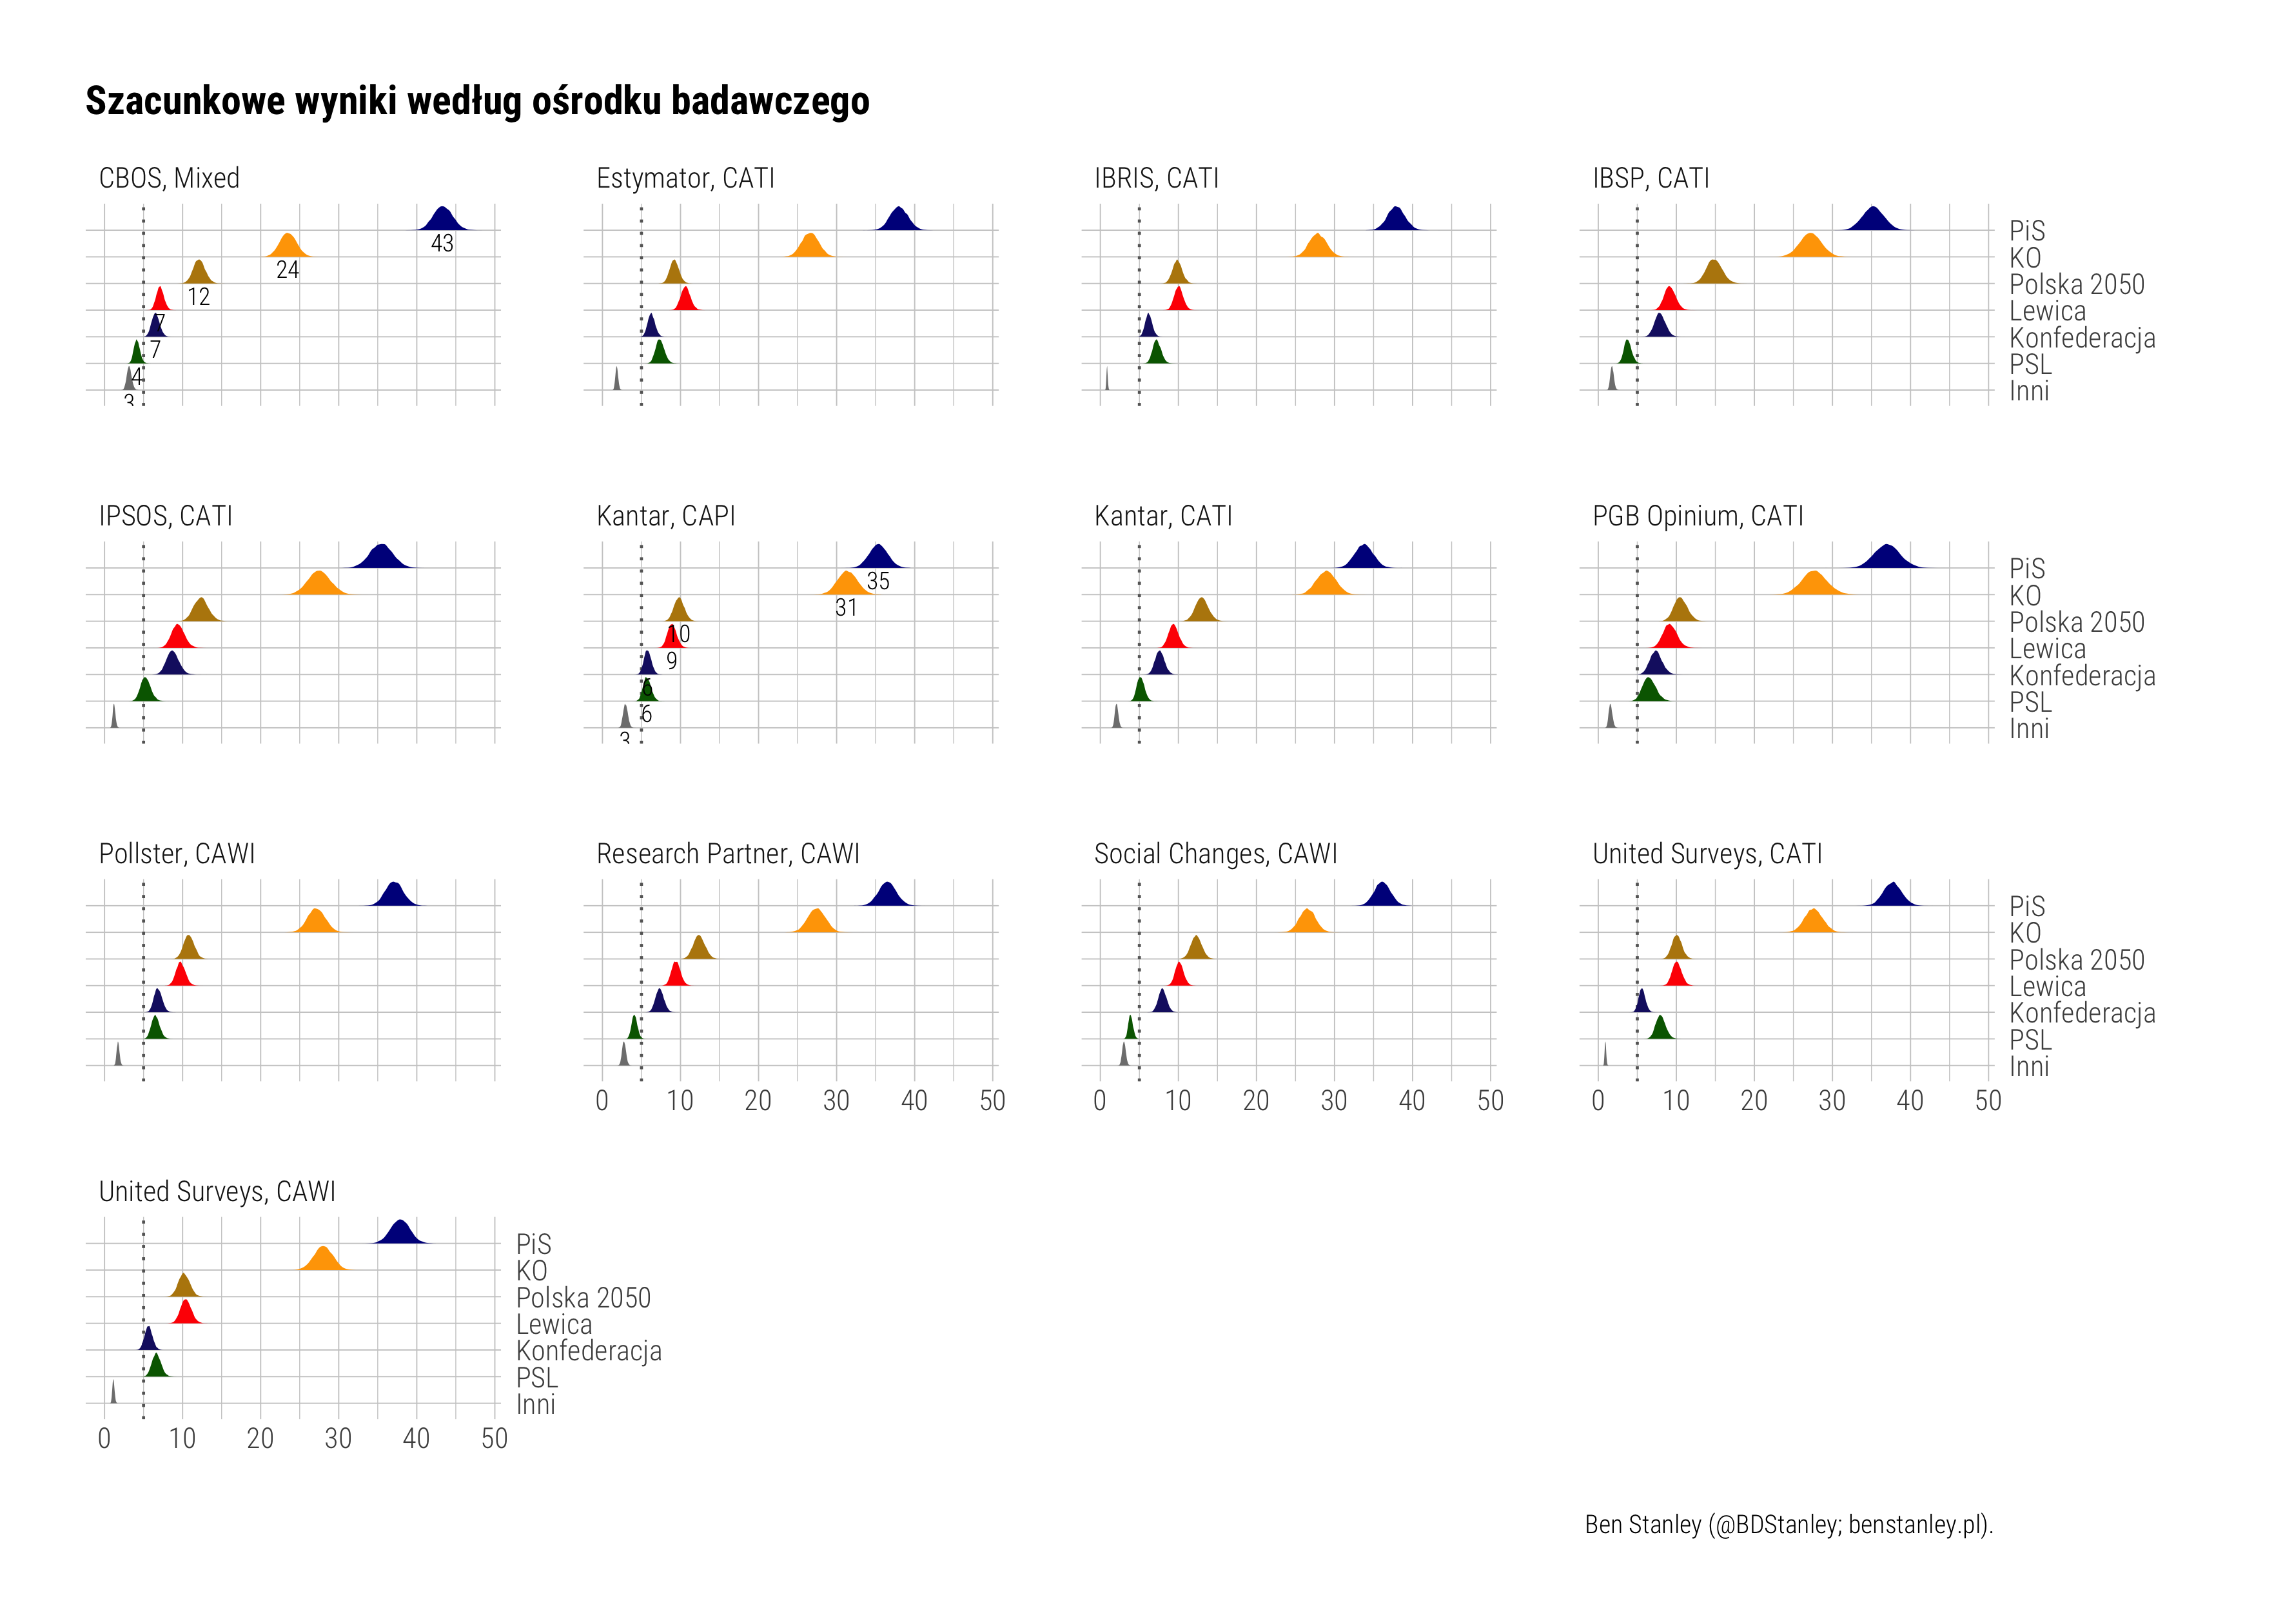 Szacunkowe wyniki według ośrodku badawczego
CBOS, Mixed
43
24
12
7
7
4
3
Estymator, CATI
IBRIS, CATI
IBSP, CATI
PiS
KO
Polska 2050
Lewica
Konfederacja
PSL
Inni
IPSOS, CATI
Kantar, CAPI
35
31
10
9
6
6
3
Kantar, CATI
PGB Opinium, CATI
PiS
KO
Polska 2050
Lewica
Konfederacja
PSL
Inni
Pollster, CAWI
Research Partner, CAWI
0 10 20 30 40 50
Social Changes, CAWI
0 10 20 30 40 50
United Surveys, CATI
PiS
KO
Polska 2050
Lewica
Konfederacja
PSL
Inni
0 10 20 30 40 50
United Surveys, CAWI
PiS
KO
Polska 2050
Lewica
Konfederacja
PSL
Inni
0 10 20 30 40 50
Ben Stanley (@BDStanley; benstanley.pl).